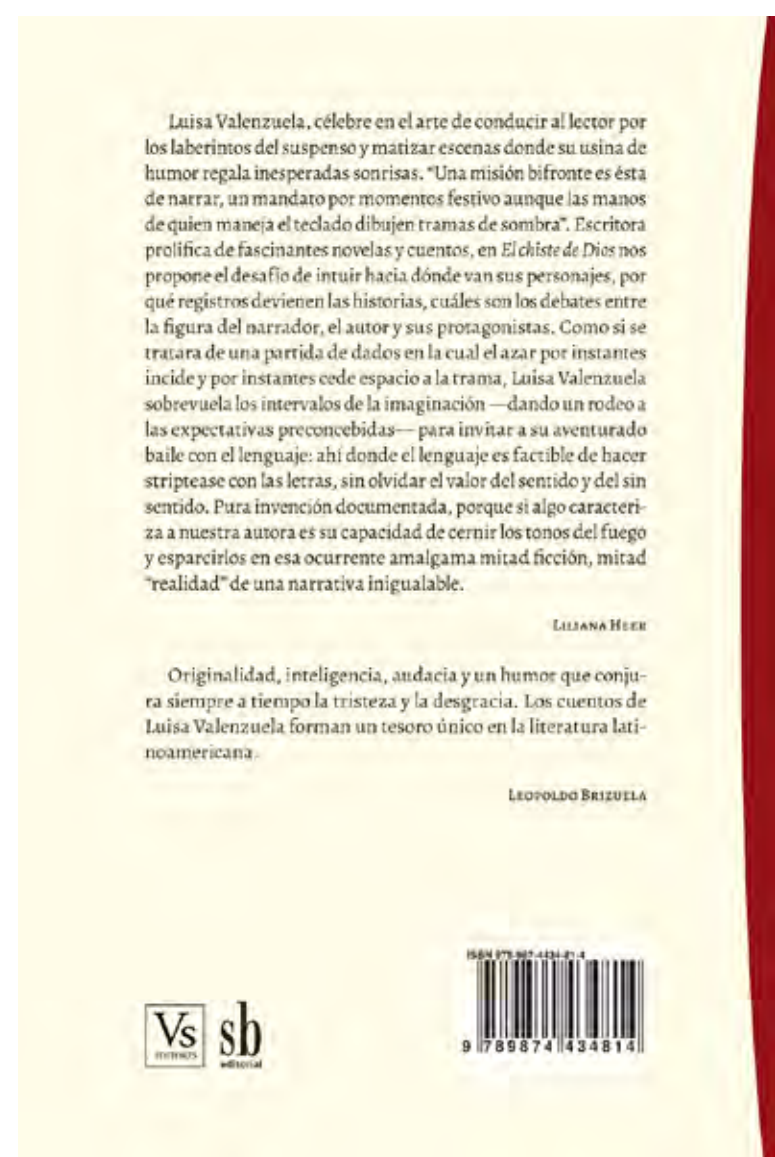 Luisa Valenzuela, célebre en el arte de conducir al lector por
los laberintos del suspenso y matizar escenas donde su usina de
humor regala inesperadas sonrisas. “Una misión bifronte es ésta
de narrar, un mandato por momentos festivo aunque las manos
de quien maneja el teclado dibujen tramas de sombra”. Escritora
prolífica de fascinantes novelas y cuentos, en El chiste de Dios nos
propone el desafío de intuir hacia dónde van sus personajes, por
qué registros devienen las historias, cuáles son los debates entre
la figura del narrador, el autor y sus protagonistas. Como si se
tratara de una partida de dados en la cual el azar por instantes
incide y por instantes cede espacio a la trama, Luisa Valenzuela
sobrevuela los intervalos de la imaginación —dando un rodeo a
las expectativas preconcebidas— para invitar a su aventurado
baile con el lenguaje: ahí donde el lenguaje es factible de hacer
striptease con las letras, sin olvidar el valor del sentido y del sin
sentido. Pura invención documentada, porque si algo caracteri-
za a nuestra autora es su capacidad de cernir los tonos del fuego
y esparcirlos en esa ocurrente amalgama mitad ficción, mitad
“realidad” de una narrativa inigualable.
Liliana Heer
Originalidad, inteligencia, audacia y un humor que conju-
ra siempre a tiempo la tristeza y la desgracia. Los cuentos de
Luisa Valenzuela forman un tesoro único en la literatura lati-
noamericana.
Leopoldo Brizuela
ISBN 978-987-4434-81-4
9 789874 434814
Vs
sb
editorial